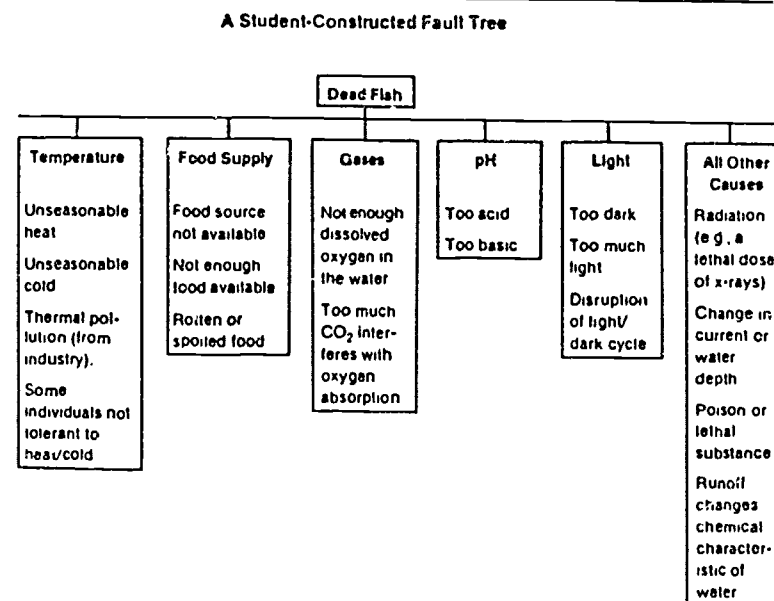 A Student-Constructed Fault Tree
Dead Fish
Temperature
Unseasonable
heat
Unseasonable
cold
Thermal pol-
lution (from
industry).
Some
individuals not
tolerant to
heat/cold
Food Supply
Food source
not available
Not enough
food available
Rotten or
spoiled food
Gases
Not enough
dissolved
oxygen in
the water
Too much
CO₂ inter-
feres with
oxygen
absorption
pH
Too acid
Too basic
Light
Too dark
Too much
light
Disruption
of light/
dark cycle
All Other
Causes
Radiation
(e g, a
lethal dose
of x-rays)
Change in
current or
water
depth
Poison or
lethal
substance
Runoff
changes
chemical
character-
istic of
water